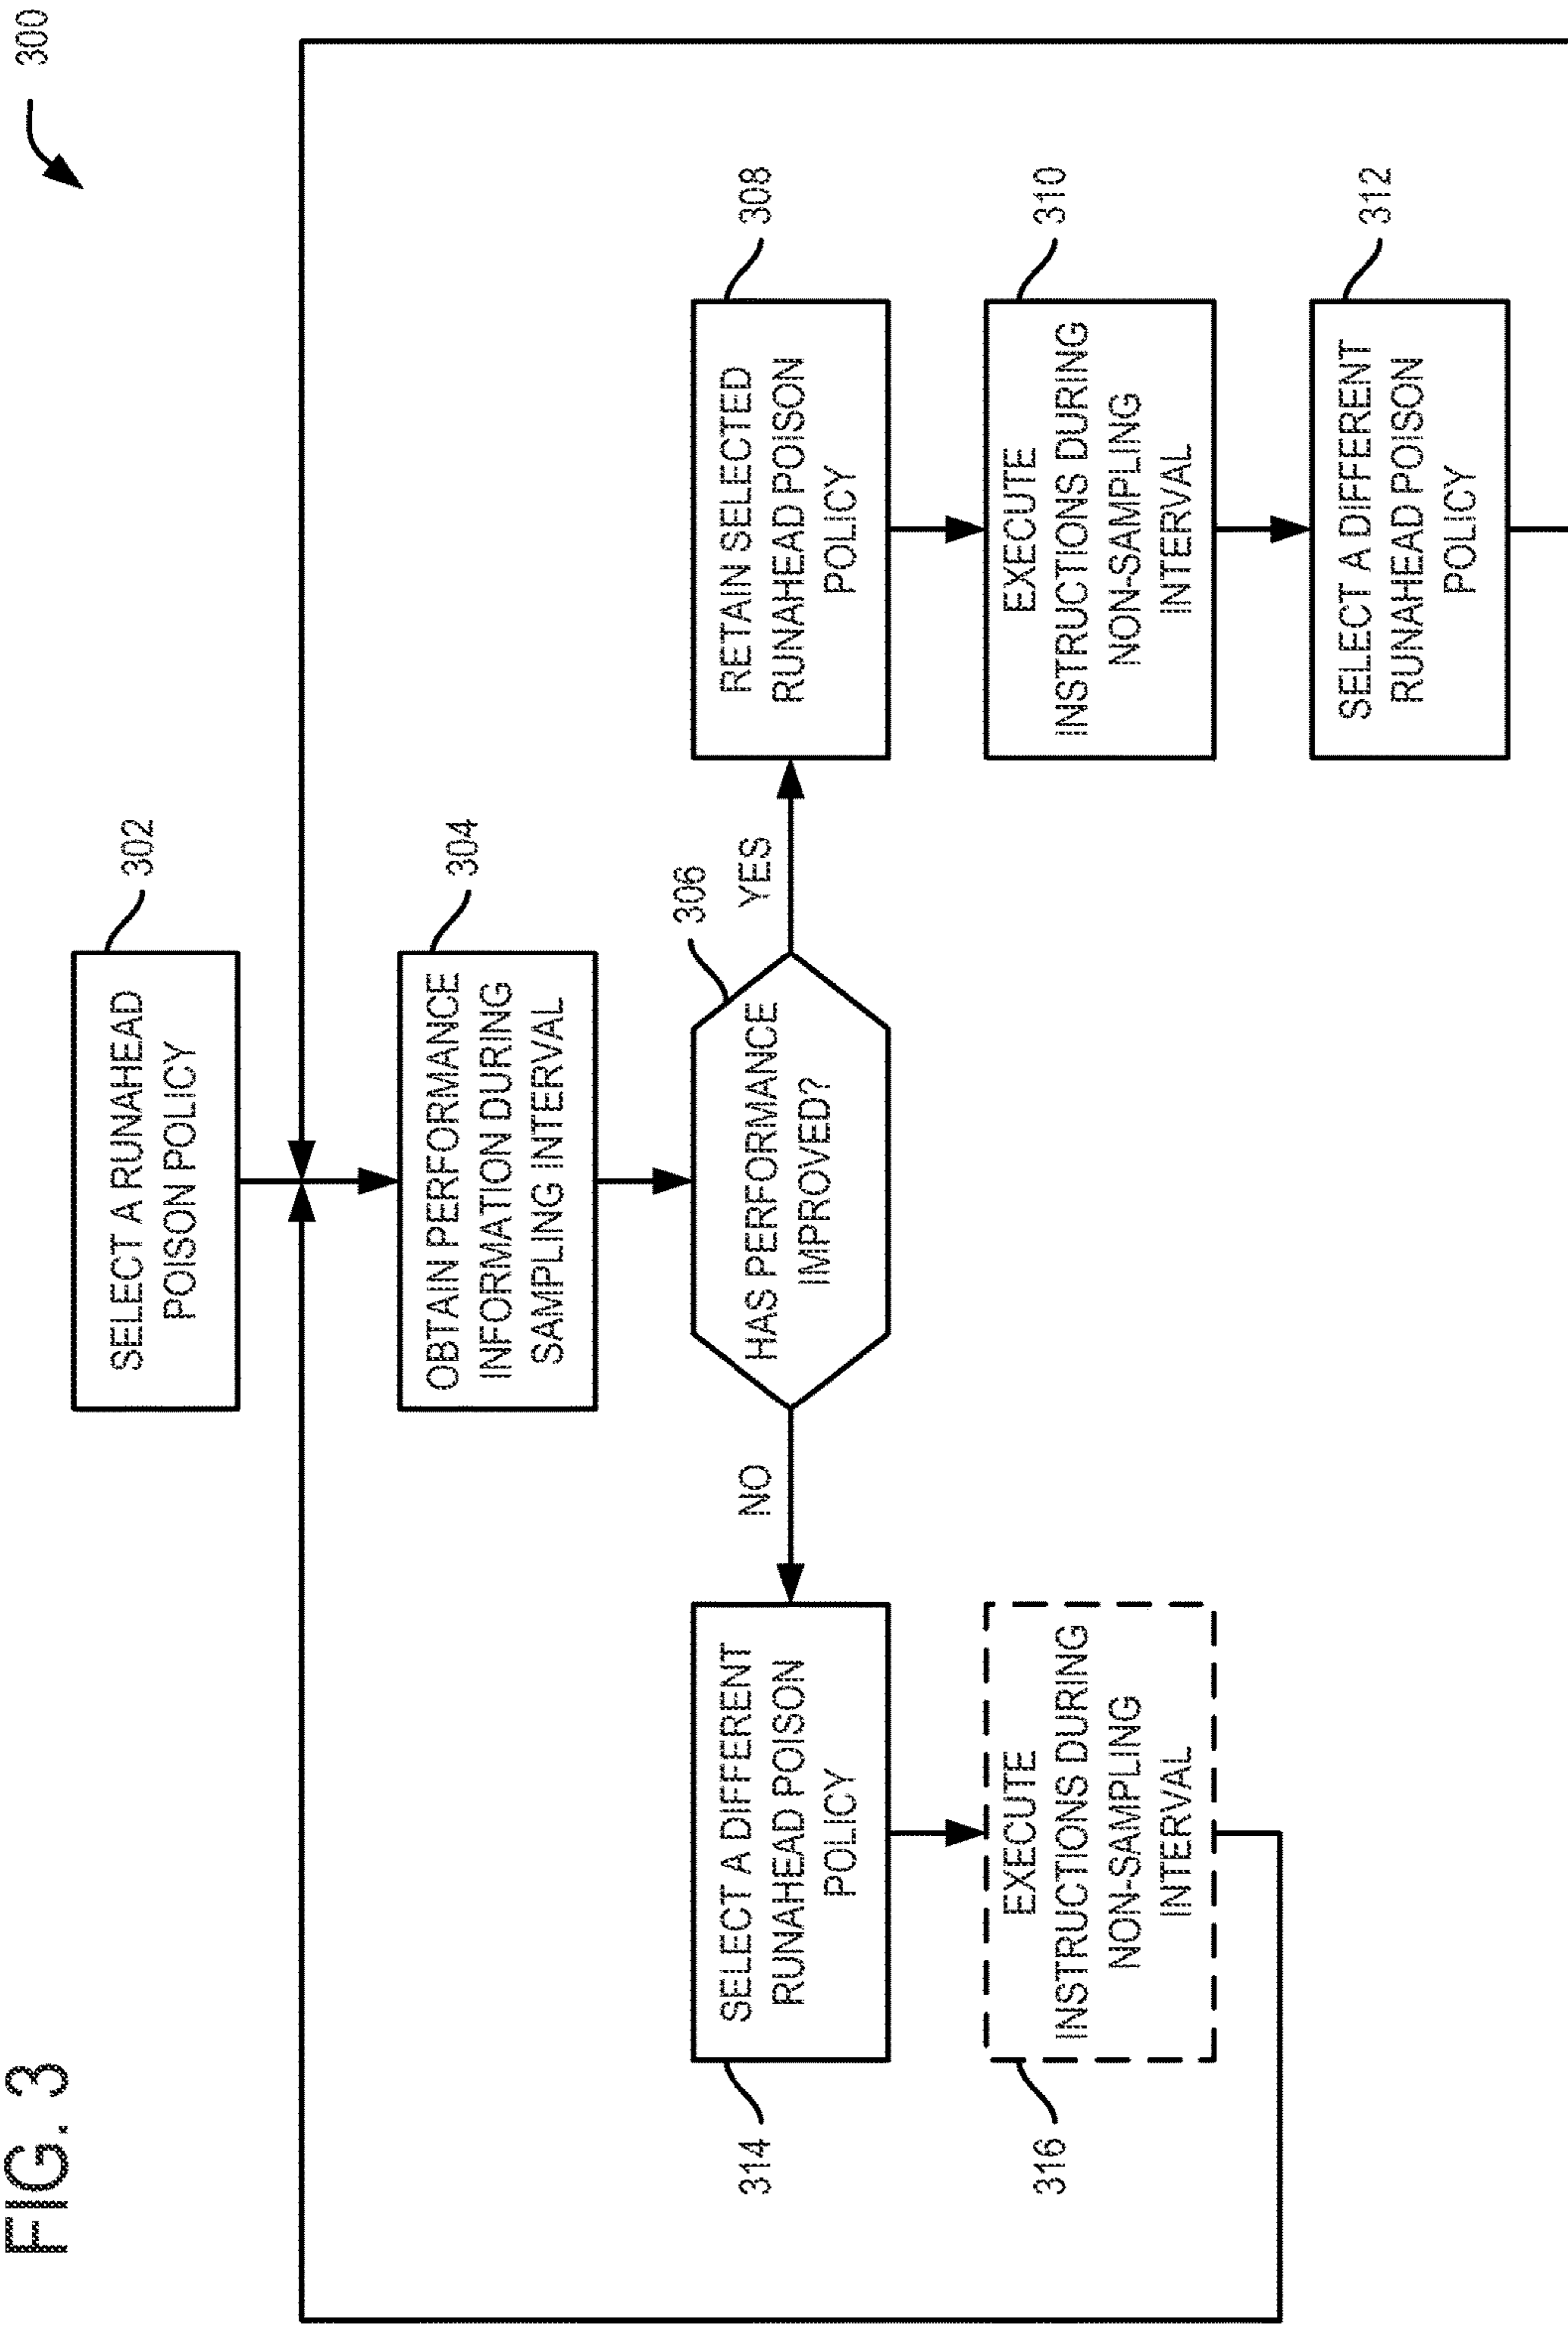 FIG. 3
300
SELECT A RUNAHEAD
POISON POLICY
302
OBTAIN PERFORMANCE
INFORMATION DURING
SAMPLING INTERVAL
304
HAS PERFORMANCE
IMPROVED?
306
NO
YES
SELECT A DIFFERENT
RUNAHEAD POISON
POLICY
314
RETAIN SELECTED
RUNAHEAD POISON
POLICY
308
EXECUTE
INSTRUCTIONS DURING
NON-SAMPLING
INTERVAL
316
EXECUTE
INSTRUCTIONS DURING
NON-SAMPLING
INTERVAL
310
SELECT A DIFFERENT
RUNAHEAD POISON
POLICY
312